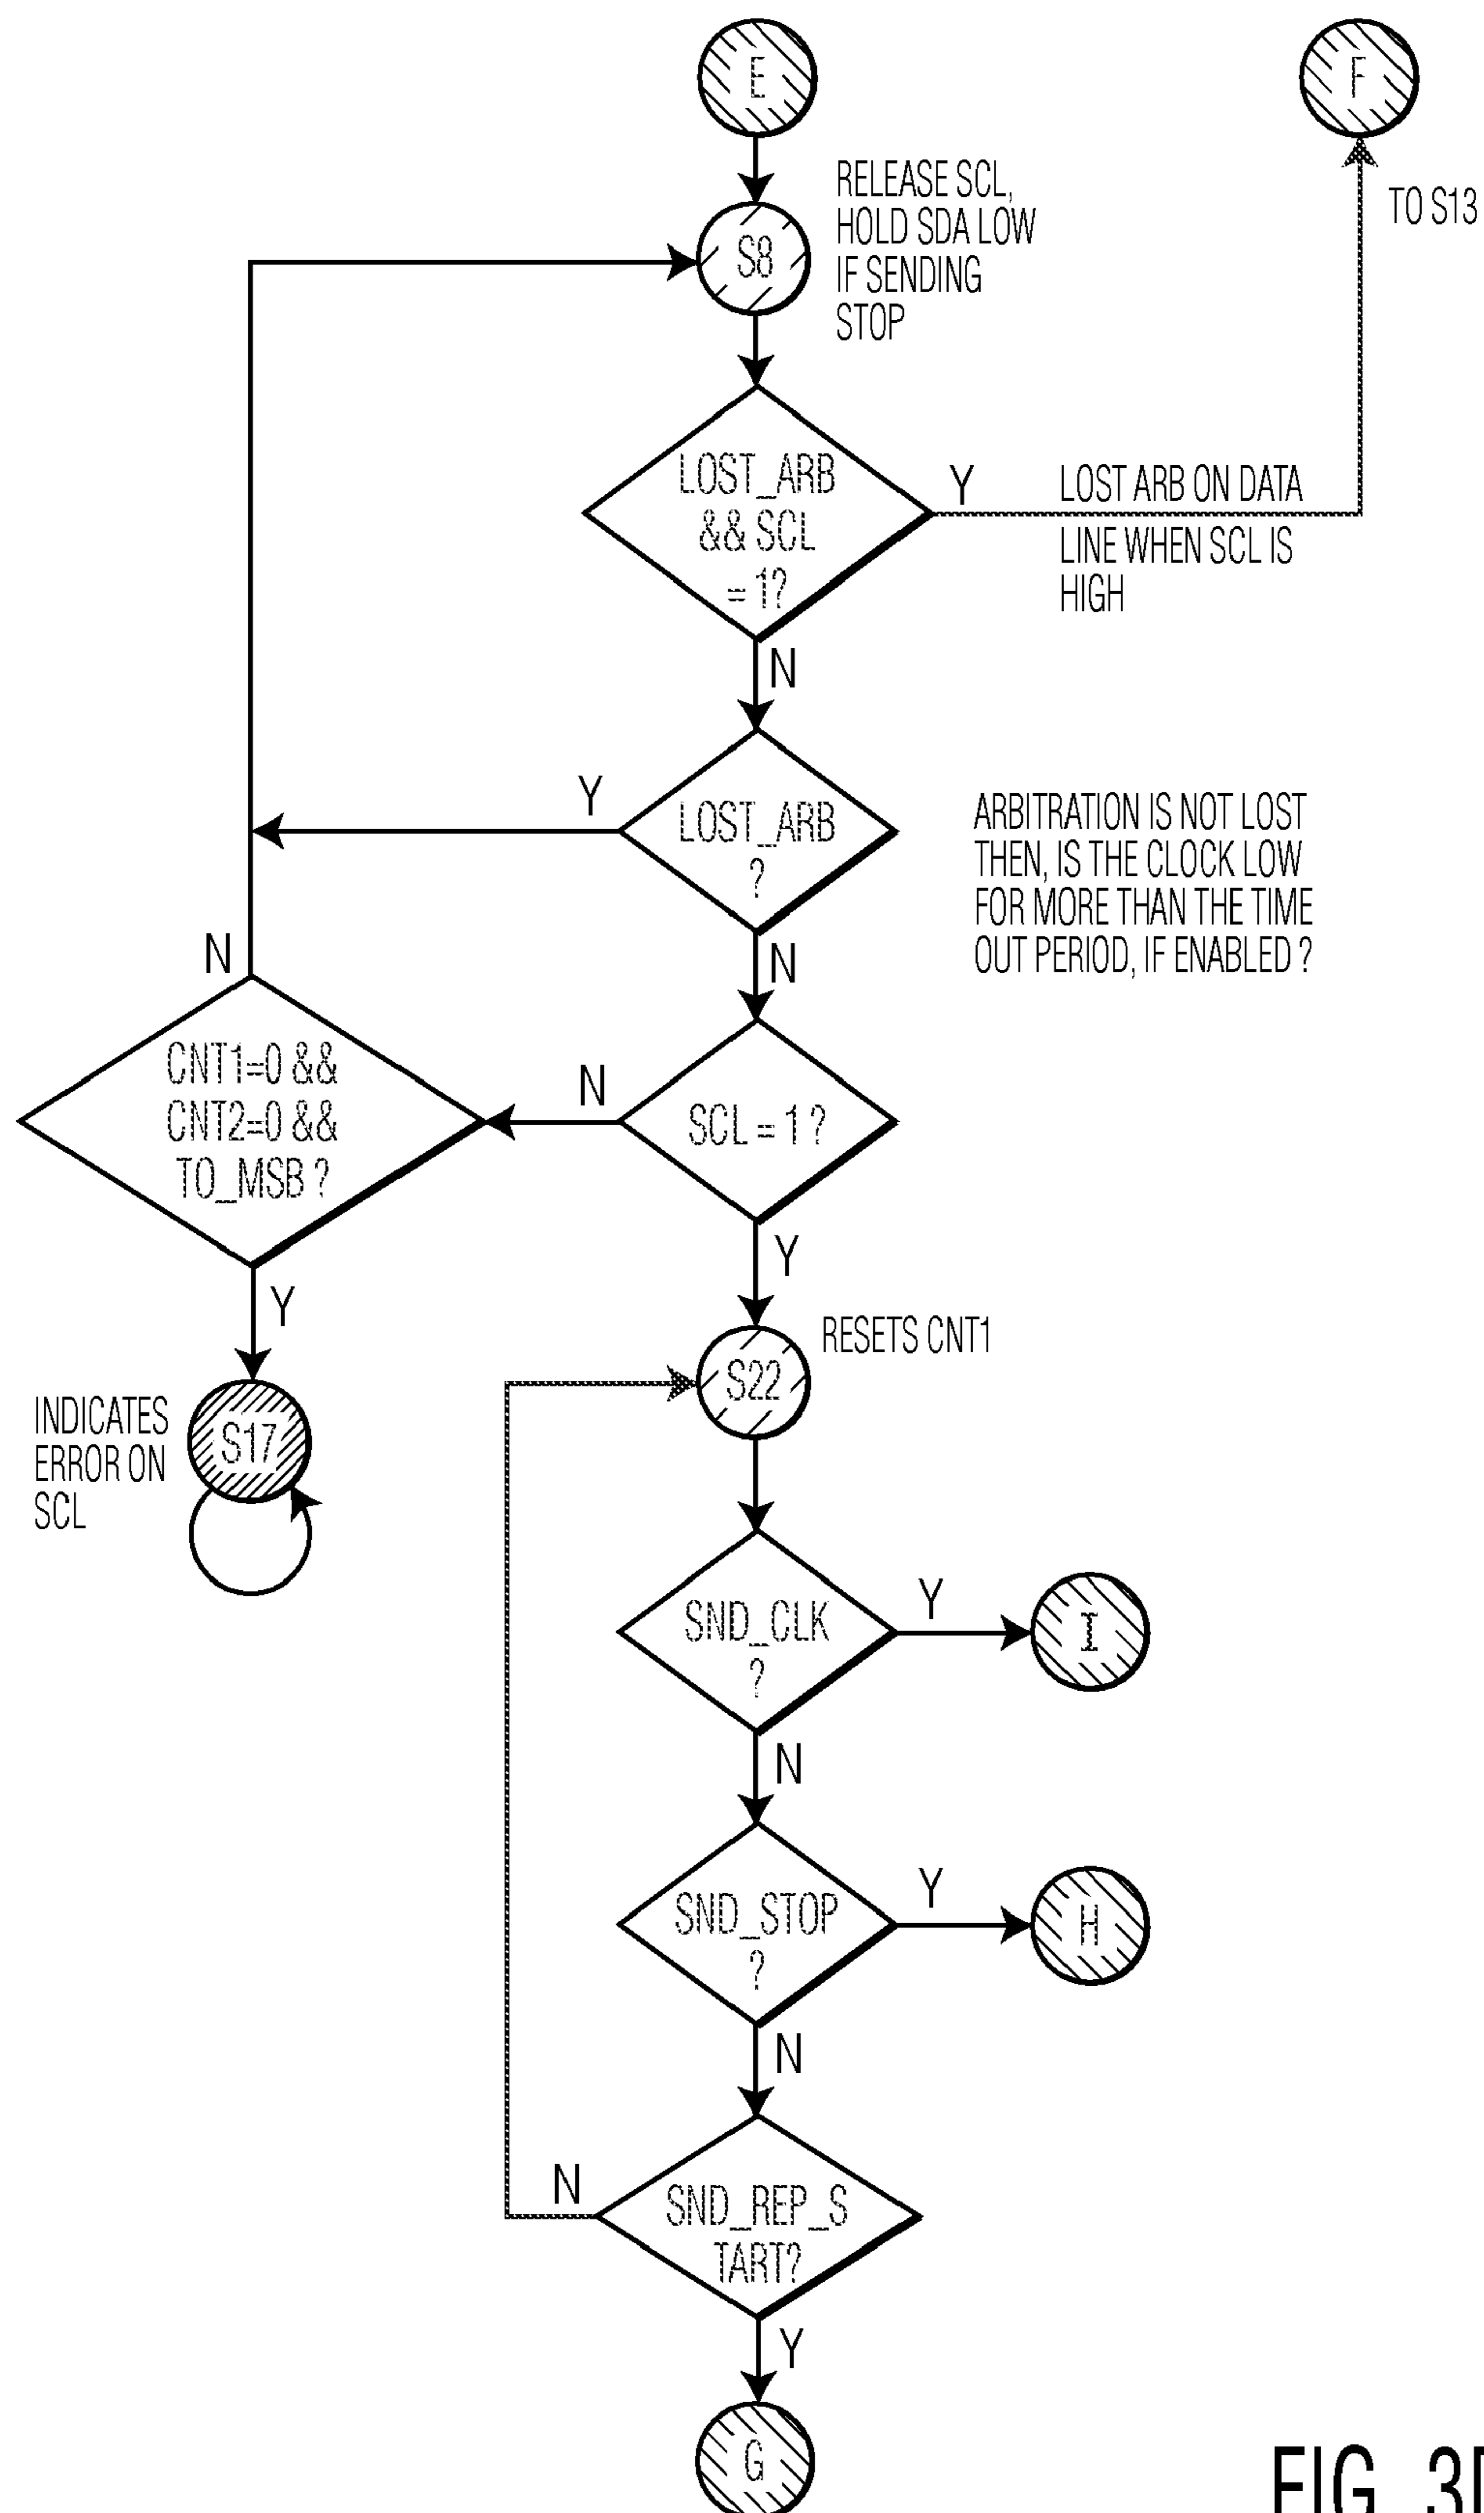 E
F
RELEASE SCL,
HOLD SDA LOW
IF SENDING
STOP
TO S13
S8
LOST_ARB
&& SCL
= 1?
Y
LOST ARB ON DATA
LINE WHEN SCL IS
HIGH
N
Y
LOST_ARB
?
ARBITRATION IS NOT LOST
THEN, IS THE CLOCK LOW
FOR MORE THAN THE TIME
OUT PERIOD, IF ENABLED ?
N
N
CNT1=0 &&
CNT2=0 &&
TO_MSB ?
N
SCL = 1 ?
Y
Y
RESETS CNT1
S22
INDICATES
ERROR ON
SCL
S17
SND_CLK
?
Y
I
N
SND_STOP
?
Y
H
N
N
SND_REP_S
TART?
Y
G
FIG. 3